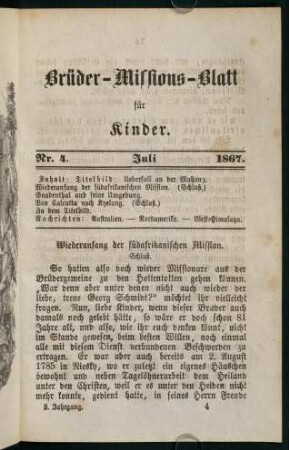 Brüder-Missions-Blatt
für
Kinder.
Nr. 4. Juli 1867.
Inhalt: Titelbild: Ueberfall an der Mahony.
Wiederanfang der südafrikanischen Mission. (Schluß.)
Gnadenthal und seine Umgebung.
Von Calcutta nach Kyelang. (Schluß.)
Zu dem Titelbild.
Nachrichten: Australien. — Nordamerika. — West-Himalaya.
Wiederanfang der südafrikanischen Mission.
Schluß.
So hatten also doch wieder Missionare aus der
Brüdergemeine zu den Hottentotten gehen können.
„War denn aber unter denen nicht auch wieder der
liebe, treue Georg Schmidt?“ möchtet ihr vielleicht
fragen. Nun, liebe Kinder, wenn dieser Bruder auch
damals noch gelebt hätte, so wär er doch schon 81
Jahre alt, und also, wie ihr euch denken könnt, nicht
im Stande gewesen, beim besten Willen, noch einmal
alle mit diesem Dienst verbundenen Beschwerden zu
ertragen. Er war aber auch bereits am 2. August
1785 in Niesky, wo er zuletzt ein eigenes Häuschen
bewohnt und neben Tagelöhnerarbeit dem Heiland
unter den Christen, weil er es unter den Heiden nicht
mehr konnte, gedient hatte, in seines Herrn Freude
3. Jahrgang. 4